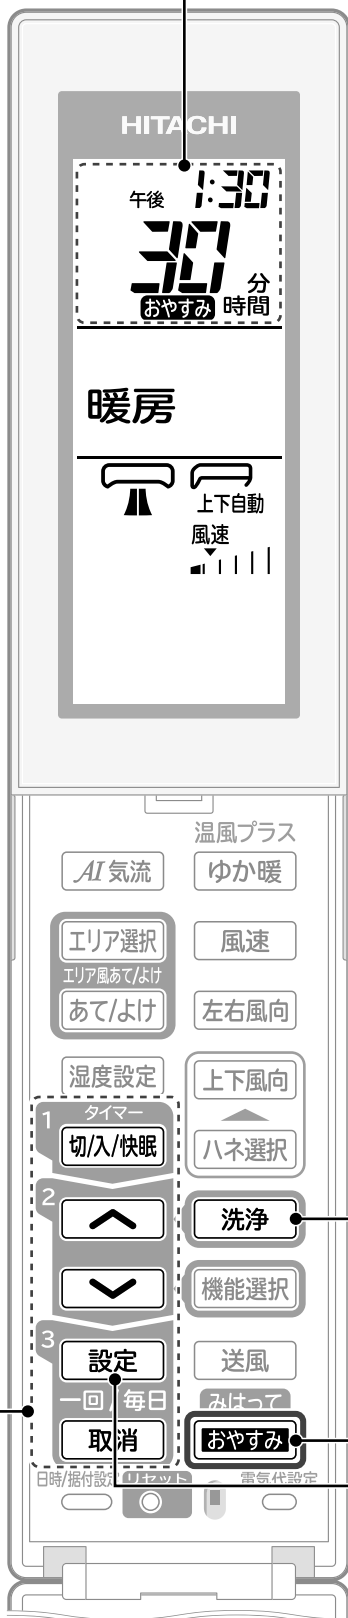 HITACHI
午後 1:30
30 分
おやすみ 時間
暖房
上下自動
風速
温風プラス
AI 気流 ゆか暖
エリア選択 風速
エリア風あて/よけ
あて/よけ 左右風向
湿度設定 上下風向
1 タイマー
切/入/快眠 ハネ選択
2
洗浄
機能選択
3
設定 送風
一回/毎日 みはって
取消 おやすみ
日時/据付設定 リセット 電気代設定